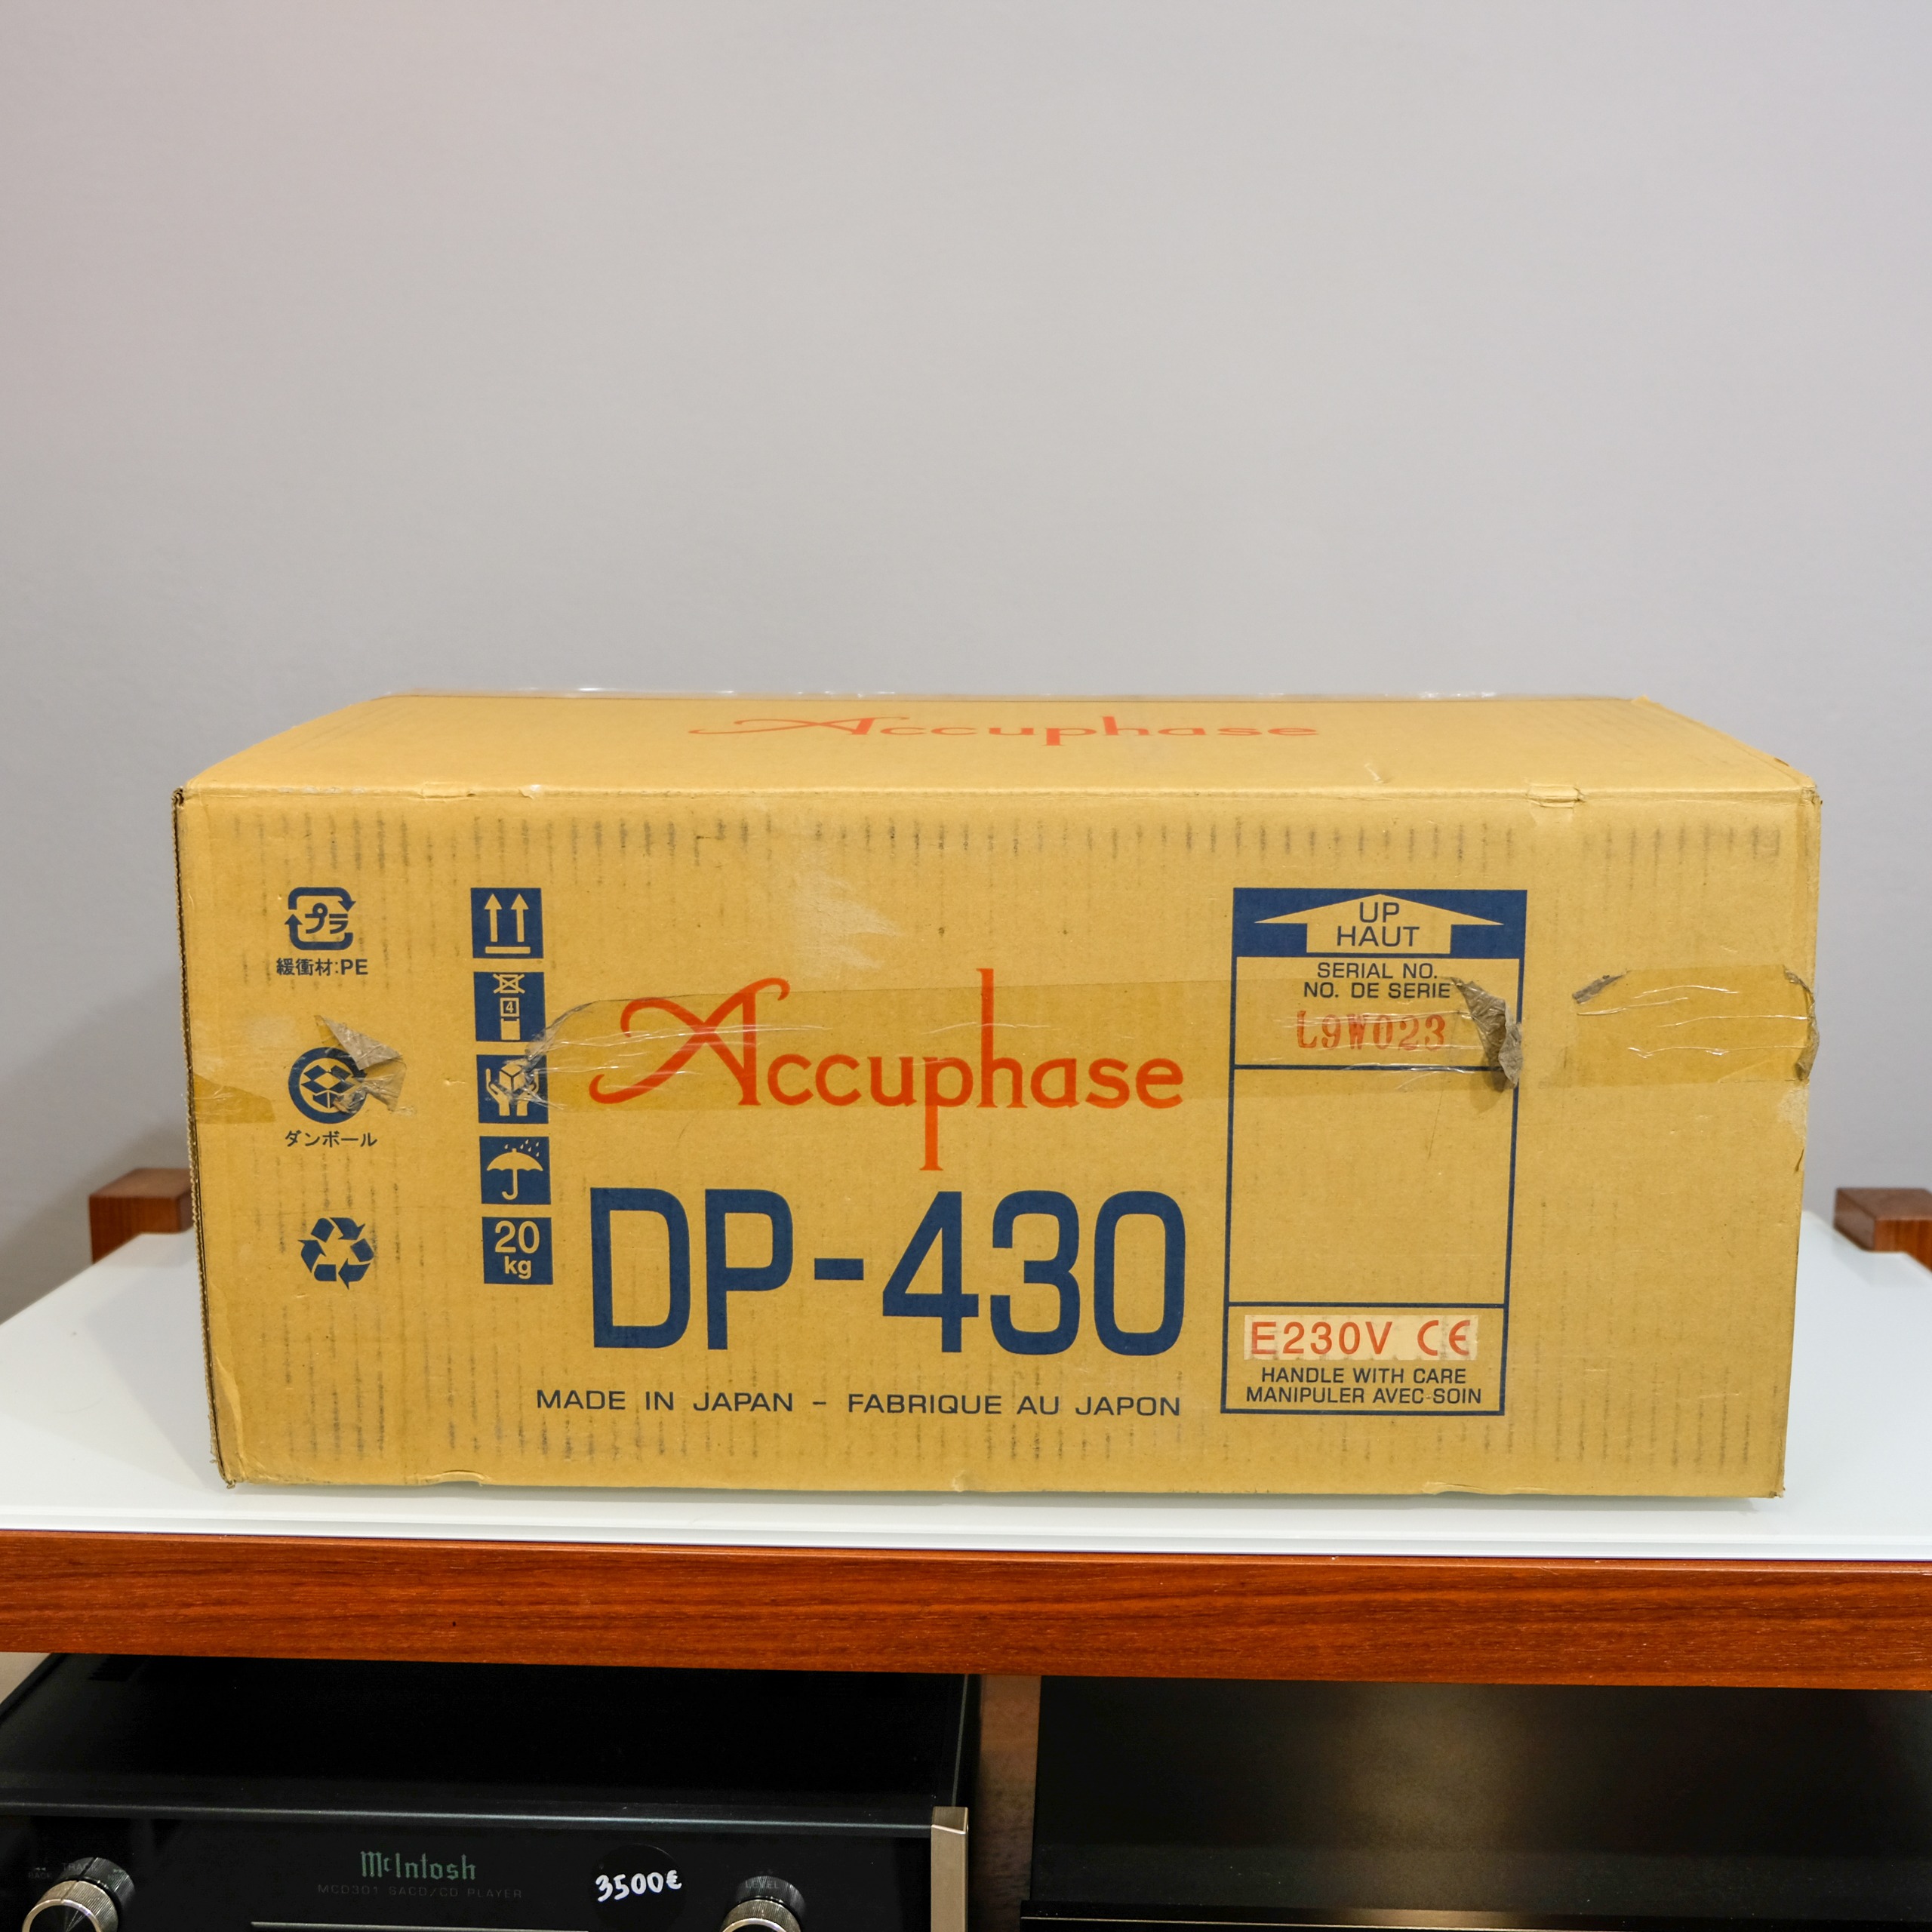 Accuphase
プラ
緩衝材:PE
ダンボール
4
20
kg
Accuphase
DP-430
MADE IN JAPAN - FABRIQUE AU JAPON
UP
HAUT
SERIAL NO.
NO. DE SERIE
L9W023
E230V CE
HANDLE WITH CARE
MANIPULER AVEC SOIN
McIntosh
MCD301 SACD/CD PLAYER
3500€
LEVEL